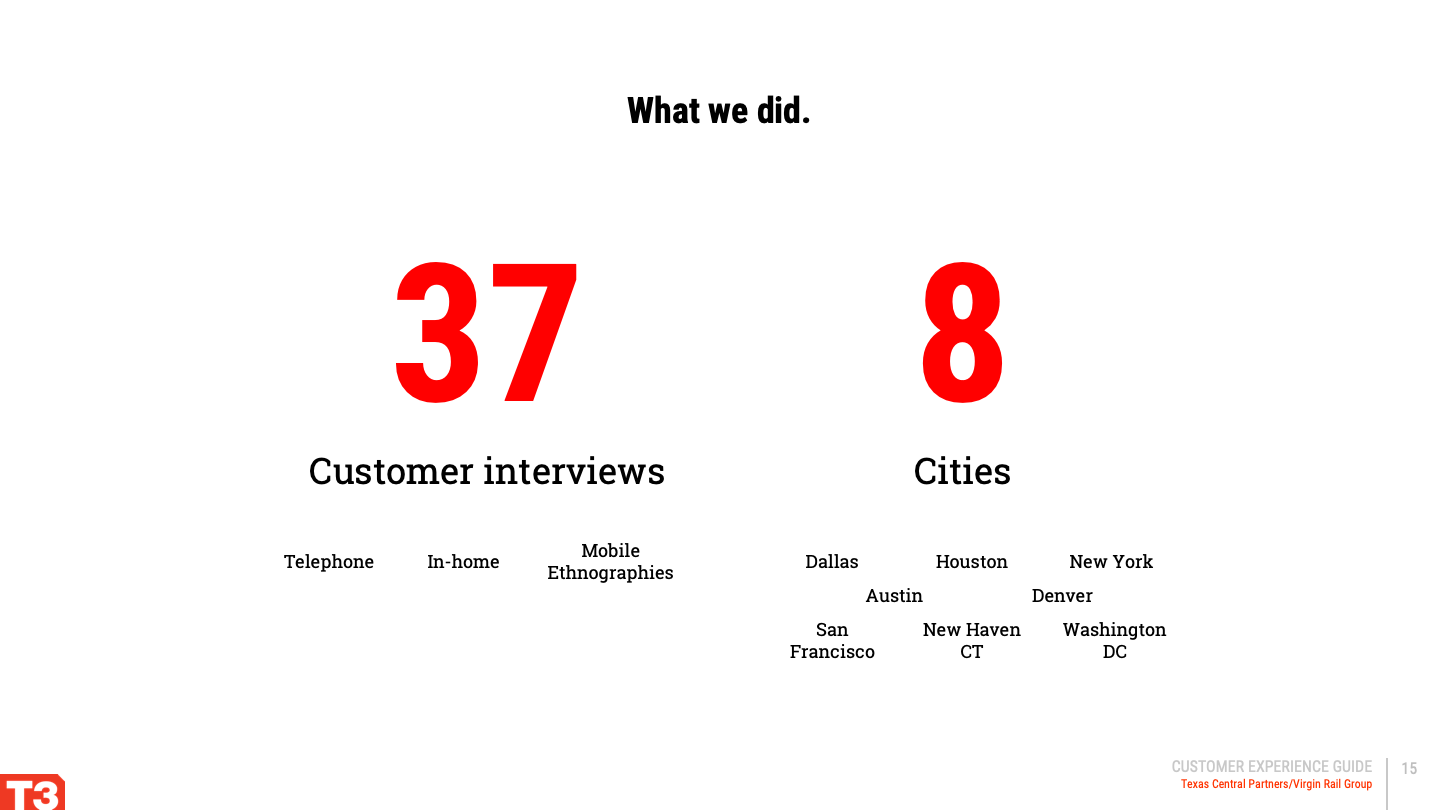 What we did.
37
Customer interviews
Telephone In-home Mobile
Ethnographies
8
Cities
Dallas Houston New York
Austin Denver
San
Francisco
New Haven
CT
Washington
DC
T3
CUSTOMER EXPERIENCE GUIDE
Texas Central Partners/Virgin Rail Group
15